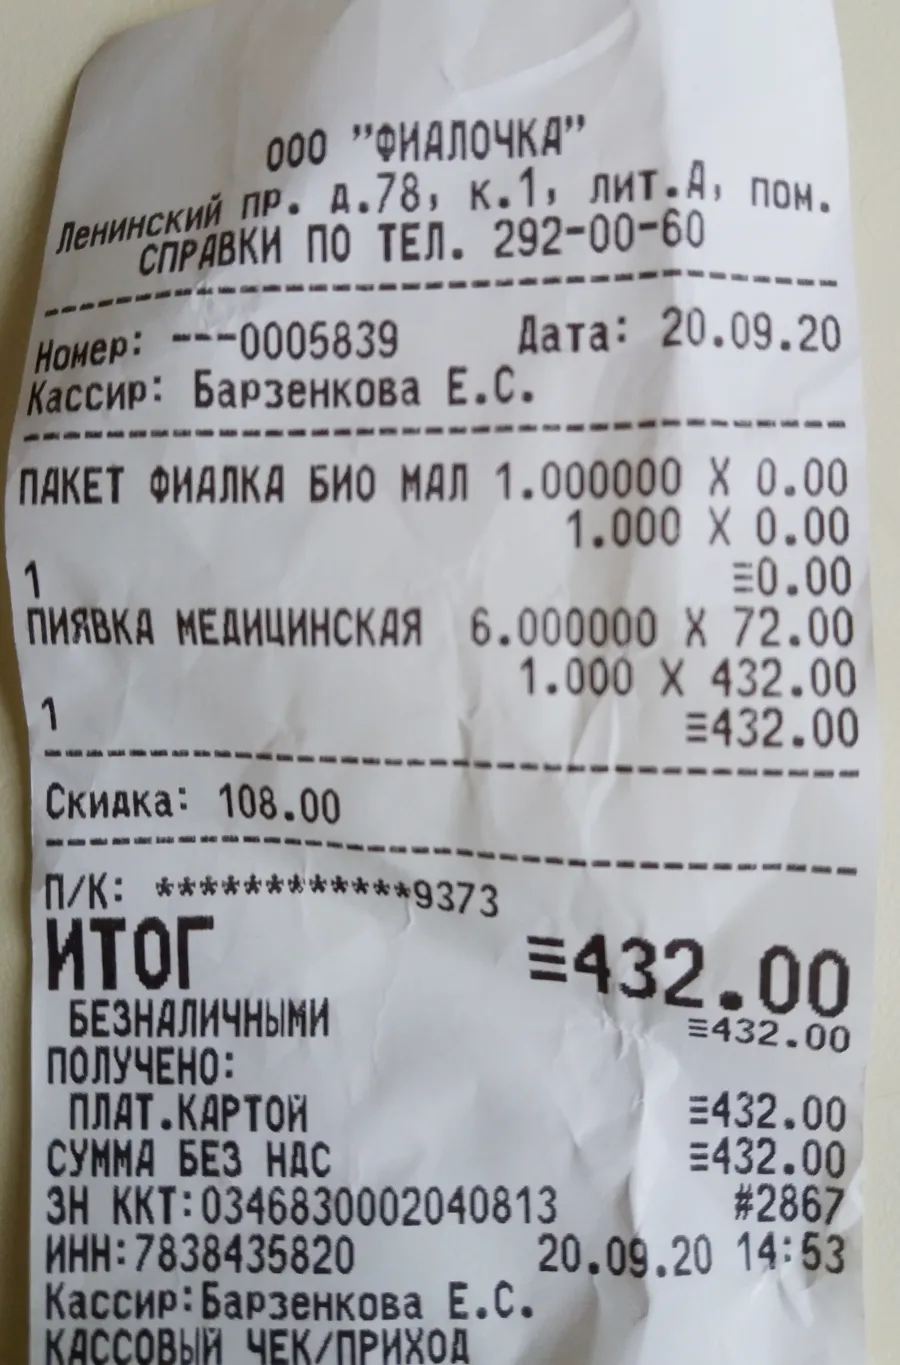 ООО "ФИАЛОЧКА"
Ленинский пр. д.78, к.1, лит.А, пом.
СПРАВКИ ПО ТЕЛ. 292-00-60
Номер: ---0005839 Дата: 20.09.20
Кассир: Барзенкова Е.С.
ПАКЕТ ФИАЛКА БИО МАЛ 1.000000 X 0.00
1.000 X 0.00
1 ≡0.00
ПИЯВКА МЕДИЦИНСКАЯ 6.000000 X 72.00
1.000 X 432.00
1 ≡432.00
Скидка: 108.00
П/К: ************9373
ИТОГ ≡432.00
БЕЗНАЛИЧНЫМИ ≡432.00
ПОЛУЧЕНО:
ПЛАТ.КАРТОЙ ≡432.00
СУММА БЕЗ НДС ≡432.00
ЗН ККТ:0346830002040813 #2867
ИНН:7838435820 20.09.20 14:53
Кассир:Барзенкова Е.С.
КАССОВЫЙ ЧЕК/ПРИХОД